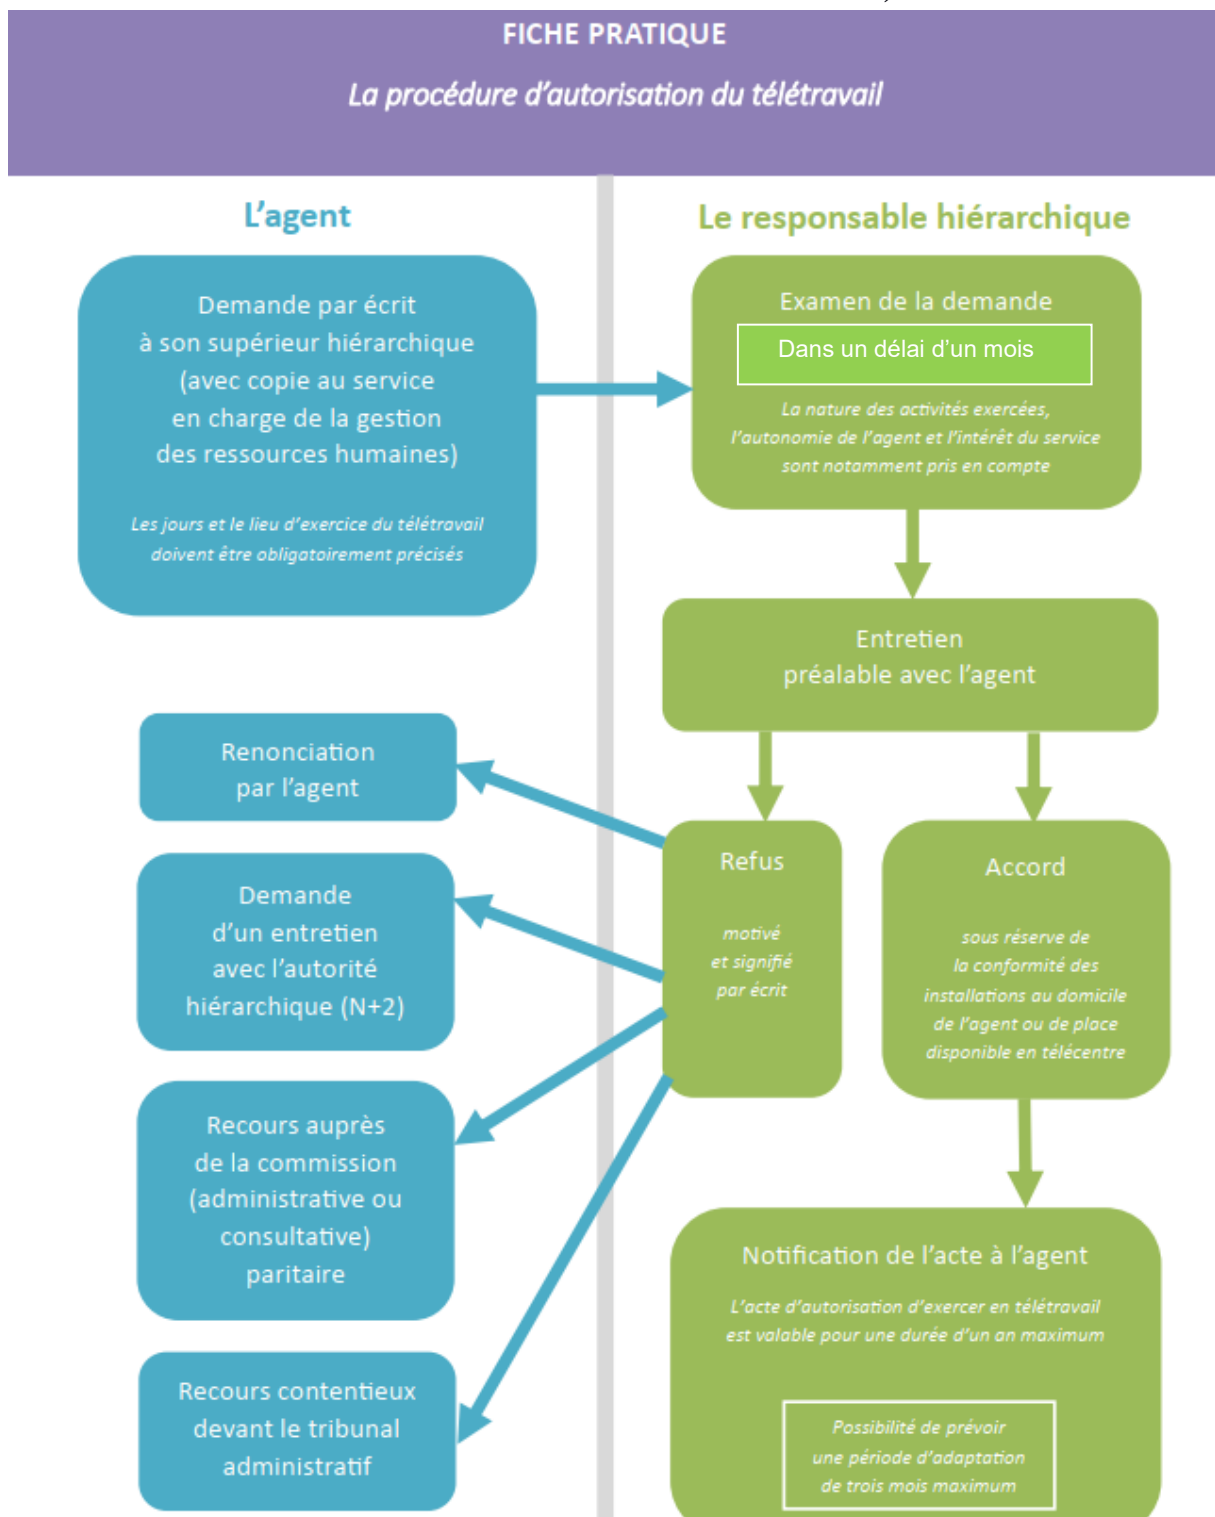 FICHE PRATIQUE
La procédure d'autorisation du télétravail
L'agent
Demande par écrit
à son supérieur hiérarchique
(avec copie au service
en charge de la gestion
des ressources humaines)
Les jours et le lieu d'exercice du télétravail
doivent être obligatoirement précisés
Le responsable hiérarchique
Examen de la demande
Dans un délai d'un mois
La nature des activités exercées,
l'autonomie de l'agent et l'intérêt du service
sont notamment pris en compte
Entretien
préalable avec l'agent
Refus
motivé
et signifié
par écrit
Accord
sous réserve de
la conformité des
installations au domicile
de l'agent ou de place
disponible en télécentre
Renonciation
par l'agent
Demande
d'un entretien
avec l'autorité
hiérarchique (N+2)
Recours auprès
de la commission
(administrative ou
consultative)
paritaire
Recours contentieux
devant le tribunal
administratif
Notification de l'acte à l'agent
L'acte d'autorisation d'exercer en télétravail
est valable pour une durée d'un an maximum
Possibilité de prévoir
une période d'adaptation
de trois mois maximum